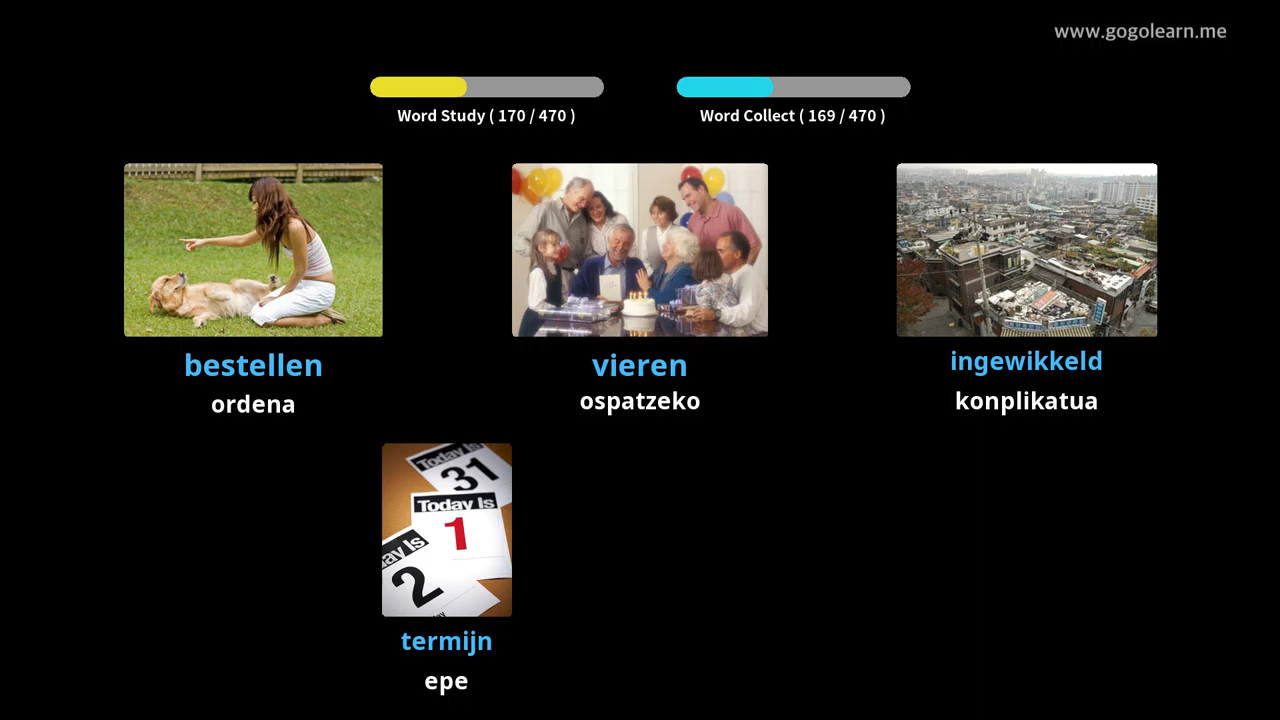 www.gogolearn.me
Word Study ( 170 / 470 )
Word Collect ( 169 / 470 )
bestellen
ordena
vieren
ospatzeko
ingewikkeld
konplikatua
Today Is
31
Today Is
1
ay Is
2
termijn
epe